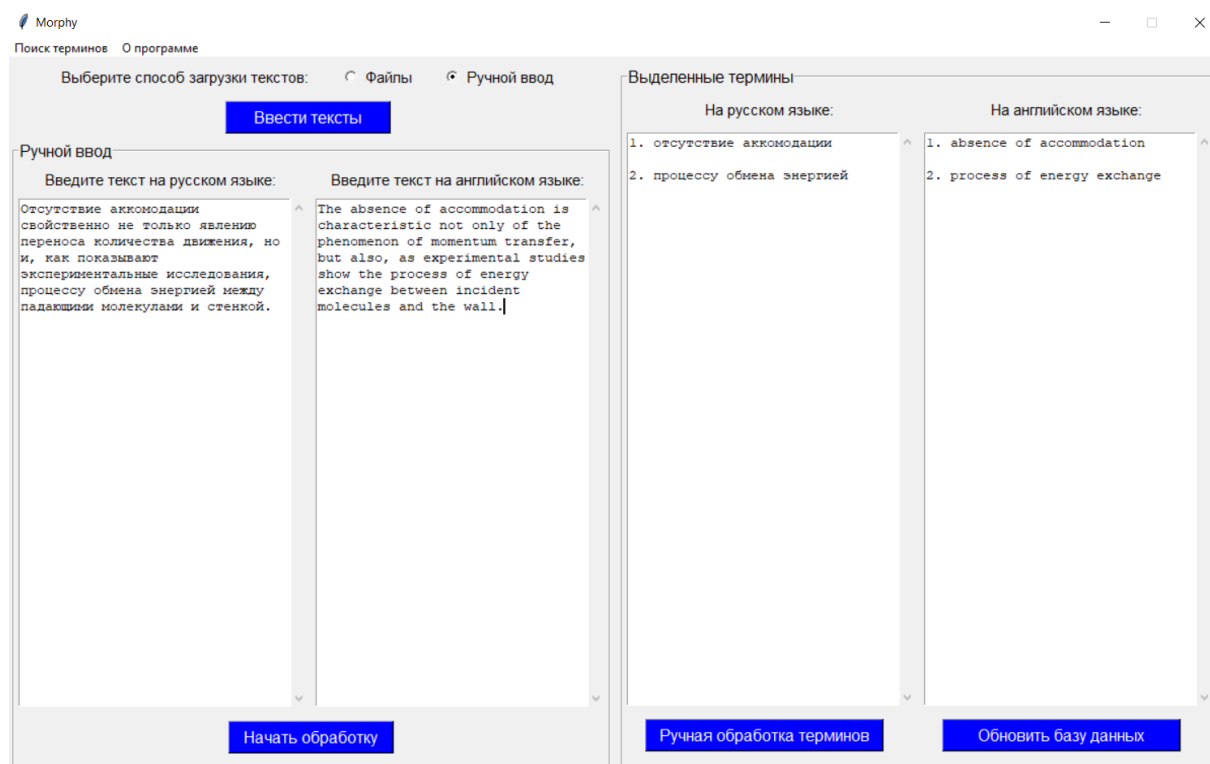 Morphy
Поиск терминов О программе
Выберите способ загрузки текстов: Файлы Ручной ввод
Ввести тексты
Ручной ввод
Введите текст на русском языке:
Отсутствие аккомодации
свойственно не только явлению
переноса количества движения, но
и, как показывают
экспериментальные исследования,
процессу обмена энергией между
падающими молекулами и стенкой.
Введите текст на английском языке:
The absence of accommodation is
characteristic not only of the
phenomenon of momentum transfer,
but also, as experimental studies
show the process of energy
exchange between incident
molecules and the wall.
Начать обработку
Выделенные термины
На русском языке:
1. отсутствие аккомодации
2. процессу обмена энергией
На английском языке:
1. absence of accommodation
2. process of energy exchange
Ручная обработка терминов
Обновить базу данных